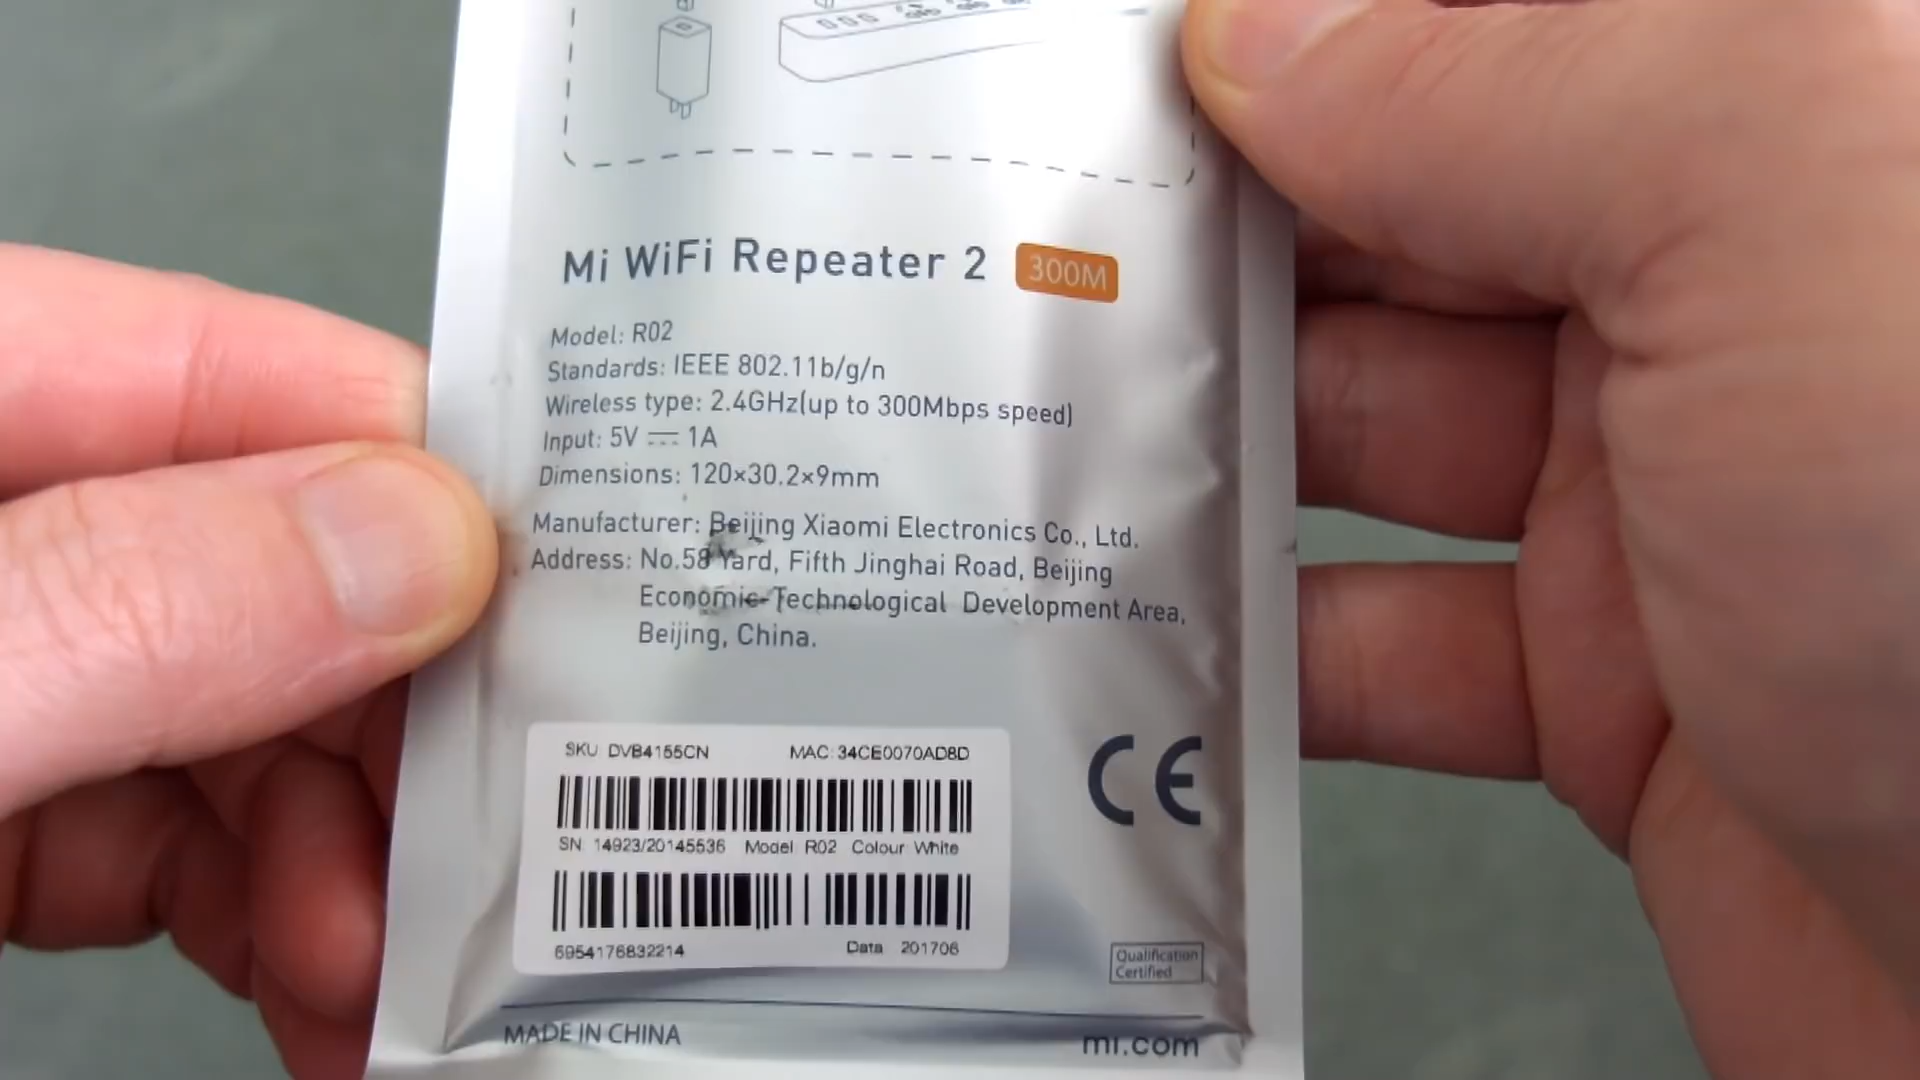 Mi WiFi Repeater 2 300M
Model: R02
Standards: IEEE 802.11b/g/n
Wireless type: 2.4GHz(up to 300Mbps speed)
Input: 5V ⎓ 1A
Dimensions: 120×30.2×9mm
Manufacturer: Beijing Xiaomi Electronics Co., Ltd.
Address: No.58 Yard, Fifth Jinghai Road, Beijing
Economic-Technological Development Area,
Beijing, China.
SKU DVB4155CN MAC: 34CE0070AD8D
SN 14923/20145536 Model R02 Colour White
6954176832214 Data 201706
CE
Qualification
Certified
MADE IN CHINA mi.com